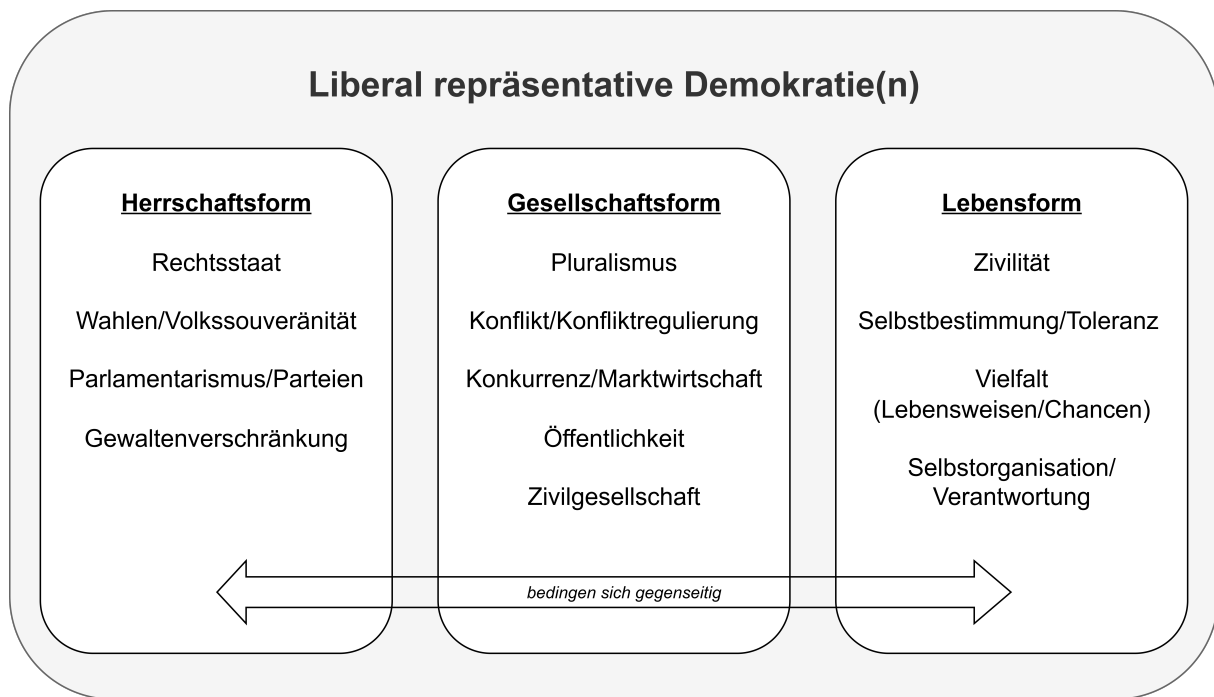 Liberal repräsentative Demokratie(n)
Herrschaftsform
Rechtsstaat
Wahlen/Volkssouveränität
Parlamentarismus/Parteien
Gewaltenverschränkung
Gesellschaftsform
Pluralismus
Konflikt/Konfliktregulierung
Konkurrenz/Marktwirtschaft
Öffentlichkeit
Zivilgesellschaft
Lebensform
Zivilität
Selbstbestimmung/Toleranz
Vielfalt
(Lebensweisen/Chancen)
Selbstorganisation/
Verantwortung
bedingen sich gegenseitig